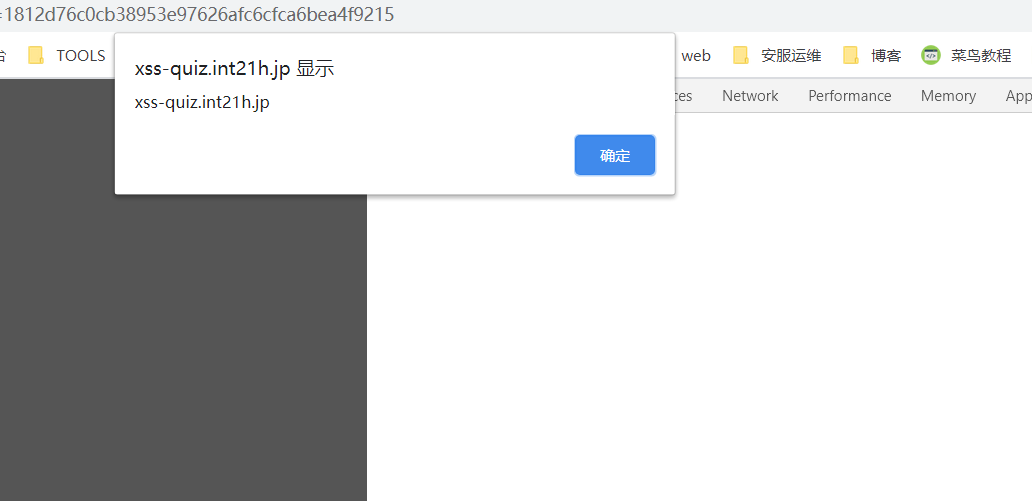 =1812d76c0cb38953e97626afc6cfca6bea4f9215
台 TOOLS web 安服运维 博客 菜鸟教程
xss-quiz.int21h.jp 显示
xss-quiz.int21h.jp
ces Network Performance Memory App
确定